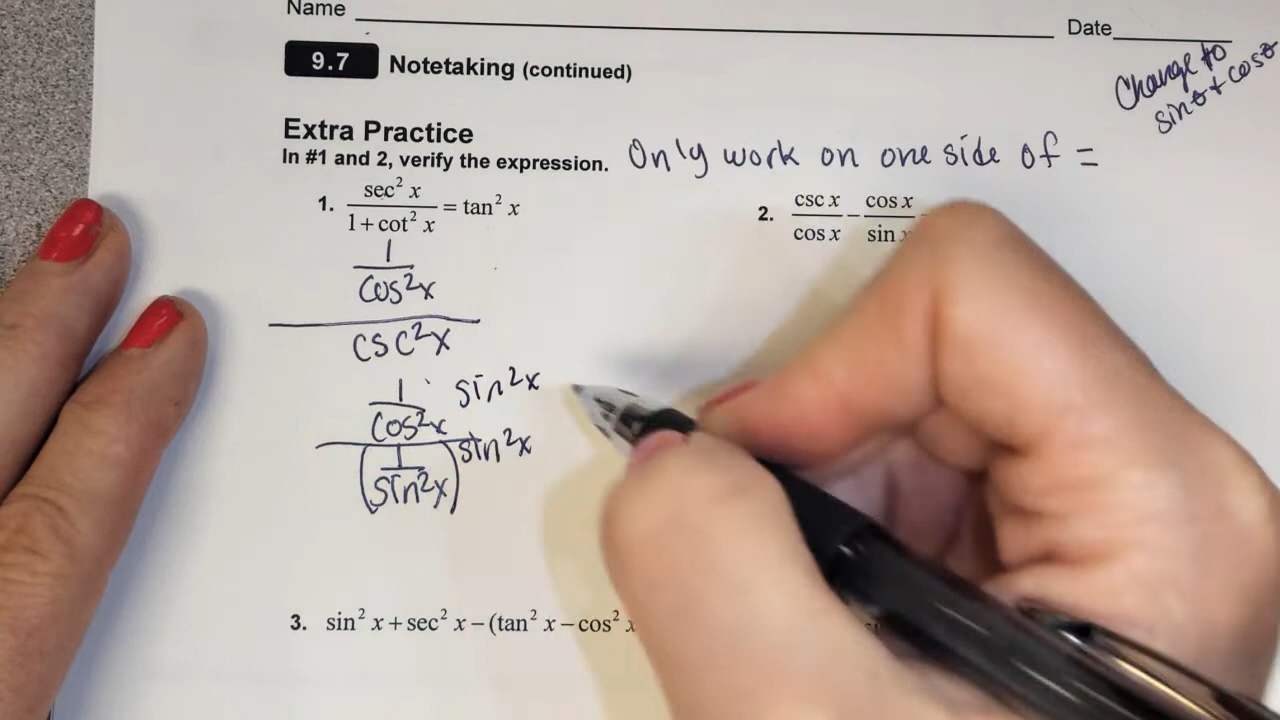 Name Date
Change to
sinθ + cosθ
9.7 Notetaking (continued)
Extra Practice
In #1 and 2, verify the expression. Only work on one side of =
1. sec² x / 1+cot² x = tan² x
2. csc x / cos x − cos x / sin
1
cos²x
csc²x
1 · sin²x
cos²x
1 sin²x
(sin²x)
3. sin² x + sec² x − (tan² x − cos² x